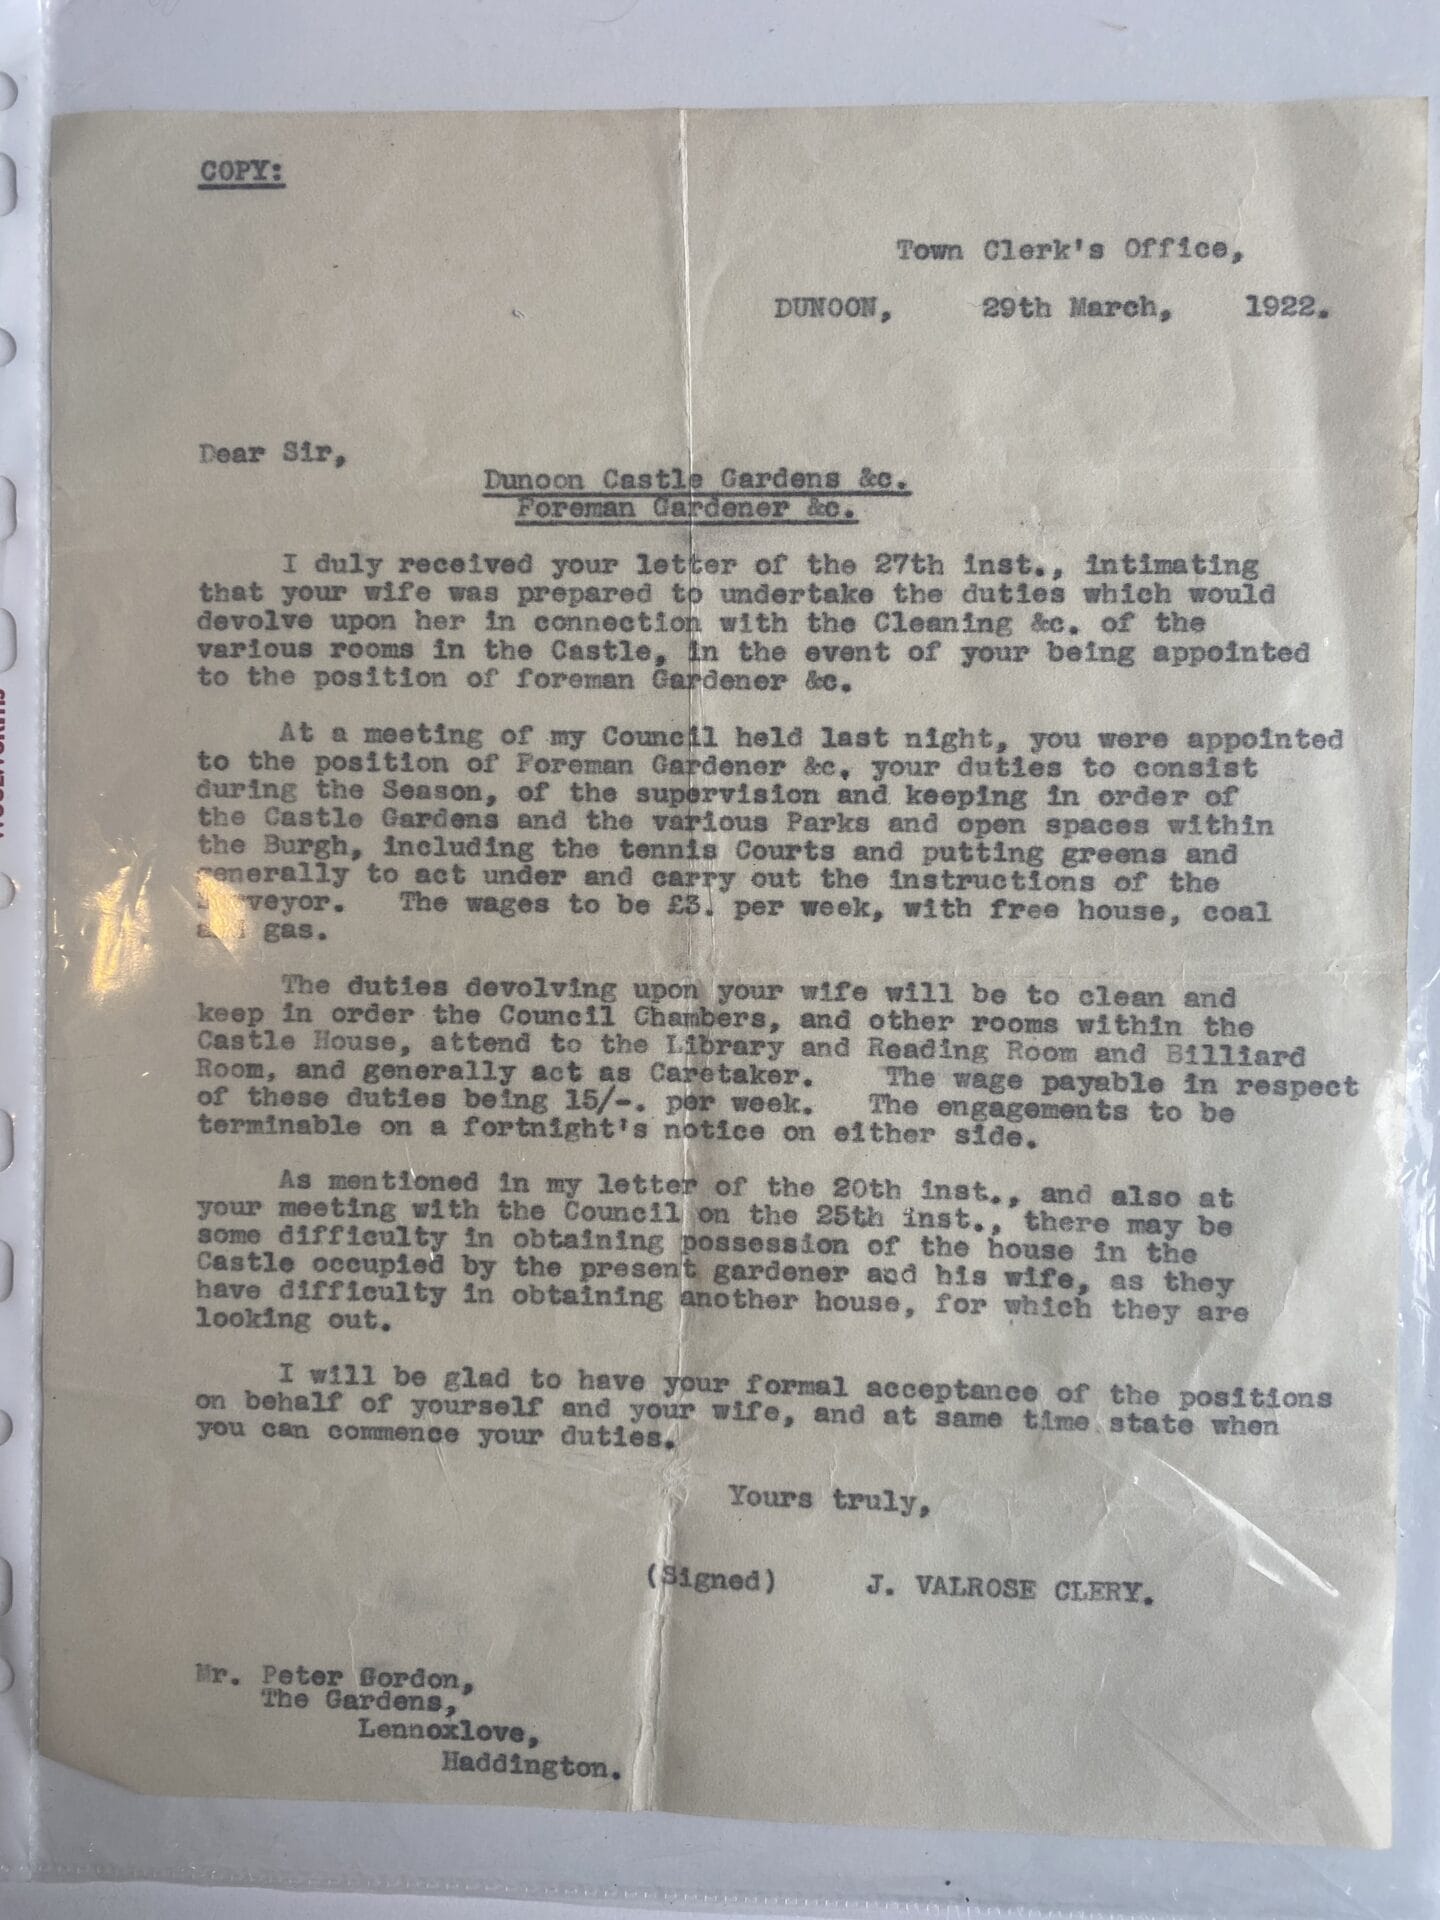 COPY:
Town Clerk's Office,
DUNOON, 29th March, 1922.
Dear Sir,
Dunoon Castle Gardens &c.
Foreman Gardener &c.
I duly received your letter of the 27th inst., intimating
that your wife was prepared to undertake the duties which would
devolve upon her in connection with the Cleaning &c. of the
various rooms in the Castle, in the event of your being appointed
to the position of foreman Gardener &c.
At a meeting of my Council held last night, you were appointed
to the position of Foreman Gardener &c. your duties to consist
during the Season, of the supervision and keeping in order of
the Castle Gardens and the various Parks and open spaces within
the Burgh, including the tennis Courts and putting greens and
generally to act under and carry out the instructions of the
Surveyor. The wages to be £3. per week, with free house, coal
and gas.
The duties devolving upon your wife will be to clean and
keep in order the Council Chambers, and other rooms within the
Castle House, attend to the Library and Reading Room and Billiard
Room, and generally act as Caretaker. The wage payable in respect
of these duties being 15/-. per week. The engagements to be
terminable on a fortnight's notice on either side.
As mentioned in my letter of the 20th inst., and also at
your meeting with the Council on the 25th inst., there may be
some difficulty in obtaining possession of the house in the
Castle occupied by the present gardener and his wife, as they
have difficulty in obtaining another house, for which they are
looking out.
I will be glad to have your formal acceptance of the positions
on behalf of yourself and your wife, and at same time state when
you can commence your duties.
Yours truly,
(Signed) J. VALROSE CLERY.
Mr. Peter Gordon,
The Gardens,
Lennoxlove,
Haddington.